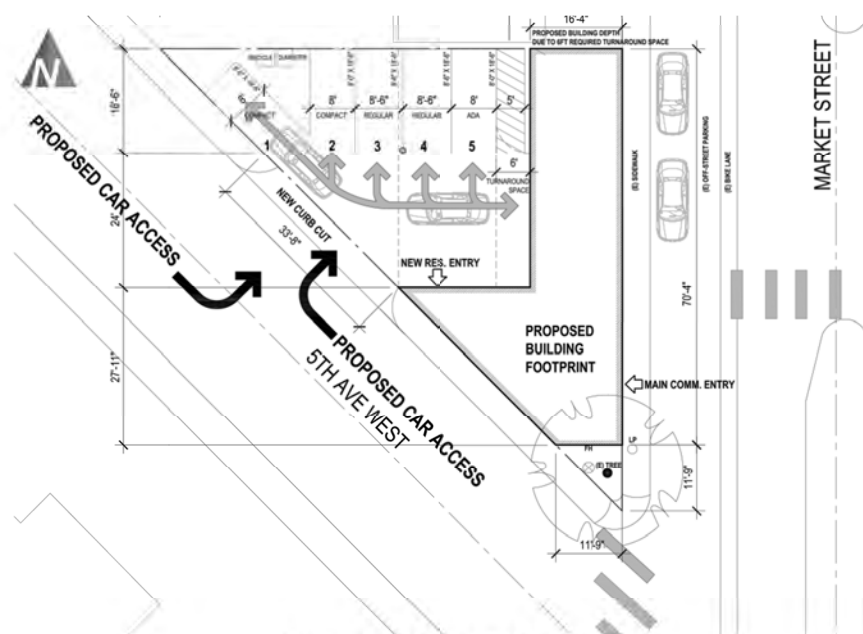 16'-4"
PROPOSED BUILDING DEPTH
DUE TO 6FT REQUIRED TURNAROUND SPACE
N
MARKET STREET
18'-6"
24'
27'-11"
8'
8'-6"
8'-6"
8'
5'
COMPACT
COMPACT
REGULAR
REGULAR
ADA
1
2
3
4
5
6'
TURNAROUND
SPACE
(E) SIDEWALK
(E) OFF-STREET PARKING
(E) BIKE LANE
PROPOSED CAR ACCESS
NEW CURB CUT
33'-8"
NEW RES. ENTRY
70'-4"
PROPOSED
BUILDING
FOOTPRINT
MAIN COMM. ENTRY
PROPOSED CAR ACCESS
5TH AVE WEST
FH
LP
(E) TREE
11'-9"
11'-9"